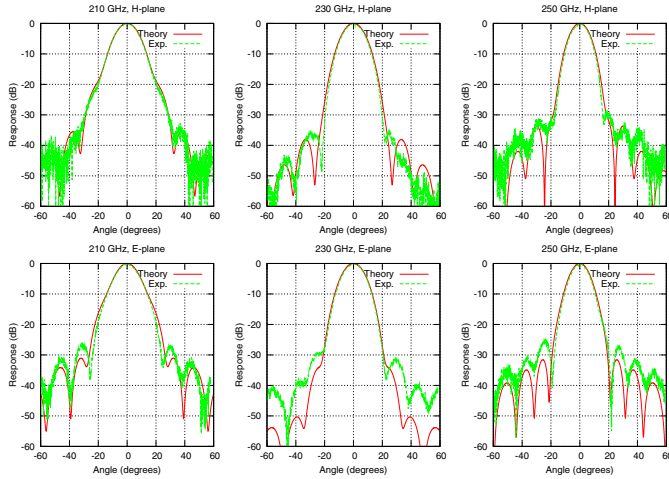 210 GHz, H-plane
230 GHz, H-plane
250 GHz, H-plane
Theory
Exp.
Theory
Exp.
Theory
Exp.
0
-10
-20
-30
-40
-50
-60
0
-10
-20
-30
-40
-50
-60
0
-10
-20
-30
-40
-50
-60
Response (dB)
Response (dB)
Response (dB)
-60 -40 -20 0 20 40 60
-60 -40 -20 0 20 40 60
-60 -40 -20 0 20 40 60
Angle (degrees)
Angle (degrees)
Angle (degrees)
210 GHz, E-plane
230 GHz, E-plane
250 GHz, E-plane
Theory
Exp.
Theory
Exp.
Theory
Exp.
0
-10
-20
-30
-40
-50
-60
0
-10
-20
-30
-40
-50
-60
0
-10
-20
-30
-40
-50
-60
Response (dB)
Response (dB)
Response (dB)
-60 -40 -20 0 20 40 60
-60 -40 -20 0 20 40 60
-60 -40 -20 0 20 40 60
Angle (degrees)
Angle (degrees)
Angle (degrees)